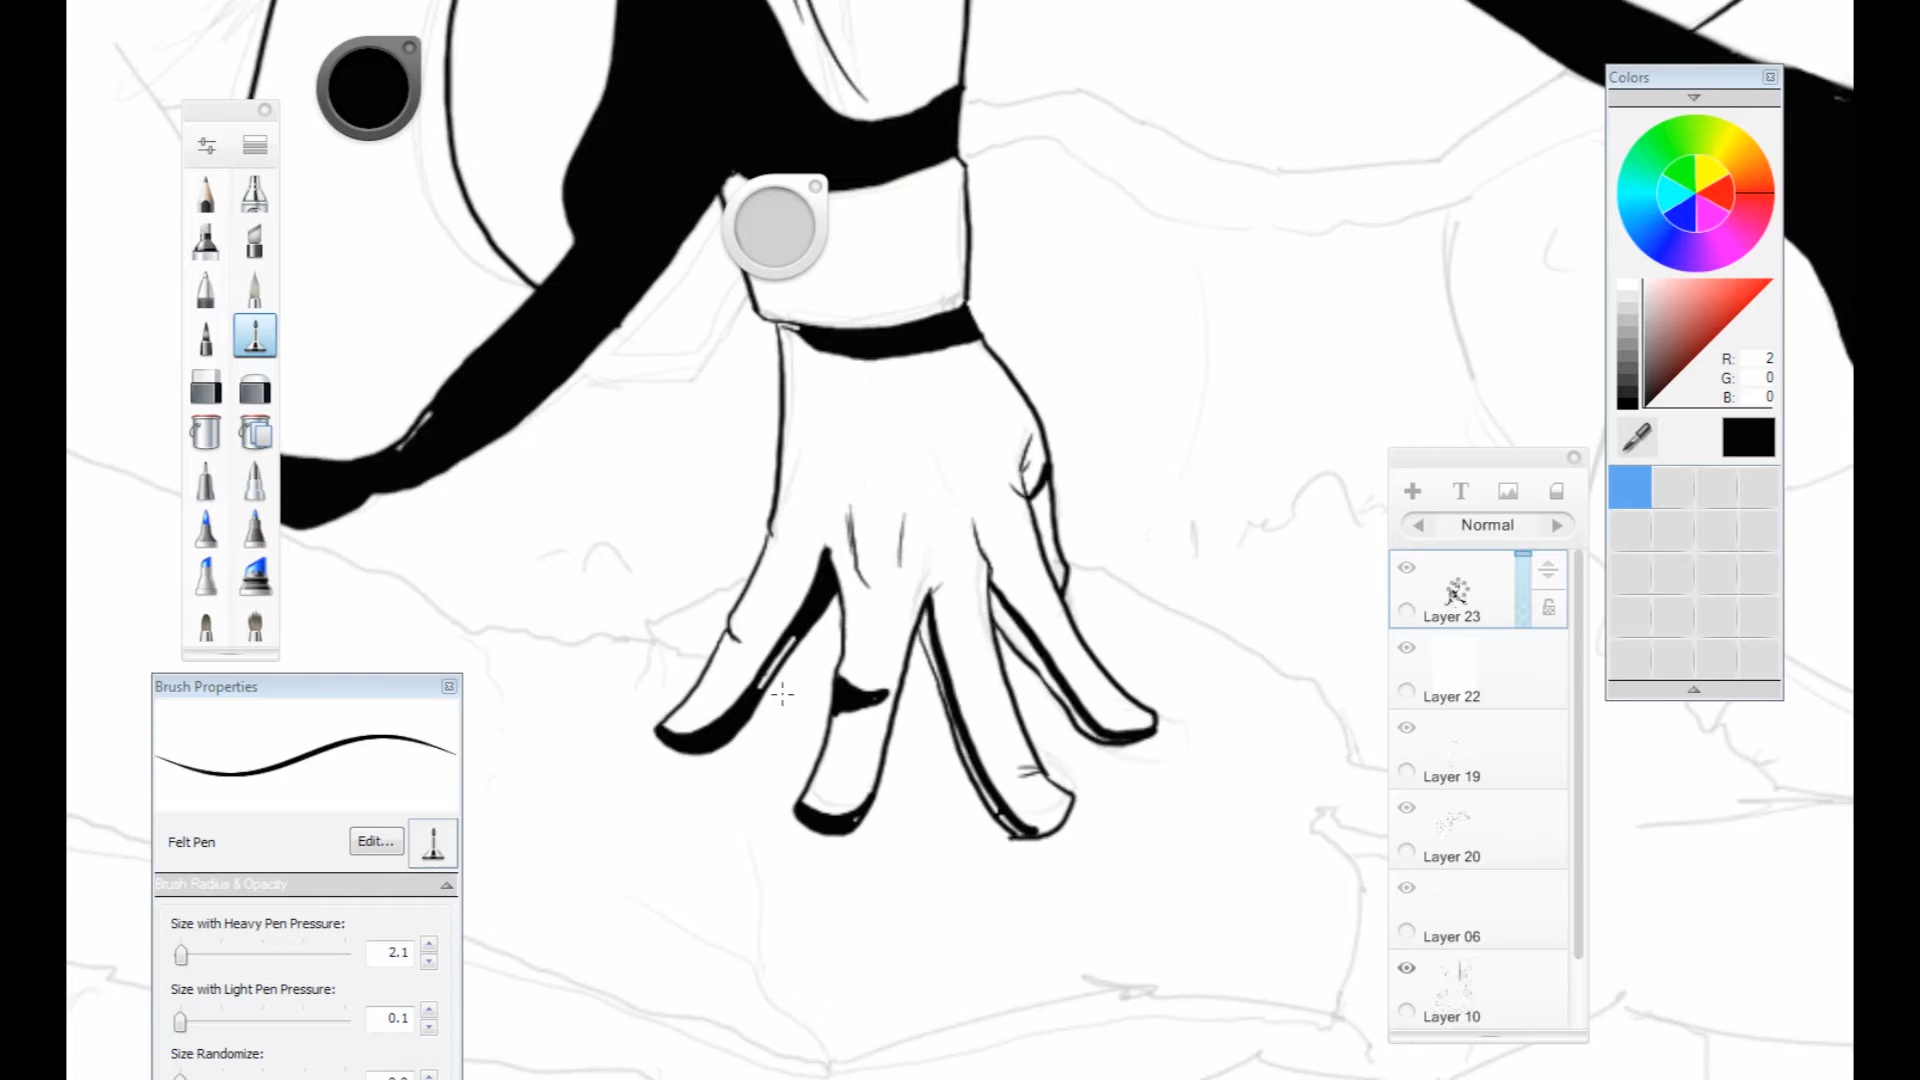 Colors
R: 2
G: 0
B: 0
T
Normal
Layer 23
Layer 22
Layer 19
Layer 20
Layer 06
Layer 10
Brush Properties
Felt Pen
Edit...
Brush Radius & Opacity
Size with Heavy Pen Pressure:
2.1
Size with Light Pen Pressure:
0.1
Size Randomize: